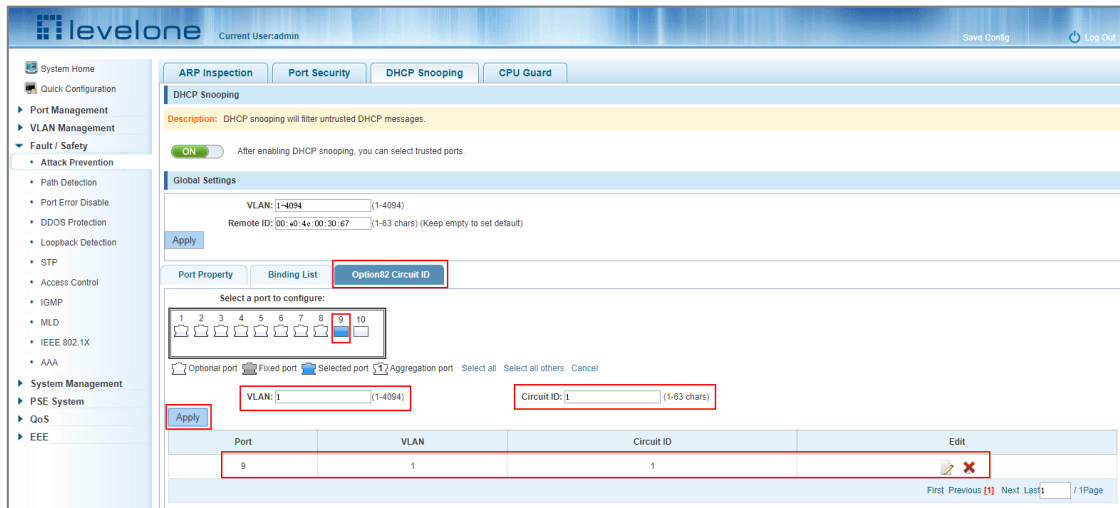 levelone Current User:admin Save Config Log Out
System Home
Quick Configuration
Port Management
VLAN Management
Fault / Safety
Attack Prevention
Path Detection
Port Error Disable
DDOS Protection
Loopback Detection
STP
Access Control
IGMP
MLD
IEEE 802.1X
AAA
System Management
PSE System
QoS
EEE
ARP Inspection Port Security DHCP Snooping CPU Guard
DHCP Snooping
Description: DHCP snooping will filter untrusted DHCP messages.
ON After enabling DHCP snooping, you can select trusted ports.
Global Settings
VLAN: 1-4094 (1-4094)
Remote ID: 00:e0:4c:00:30:67 (1-63 chars) (Keep empty to set default)
Apply
Port Property Binding List Option82 Circuit ID
Select a port to configure:
1 2 3 4 5 6 7 8 9 10
Optional port Fixed port Selected port 1 Aggregation port Select all Select all others Cancel
VLAN: 1 (1-4094) Circuit ID: 1 (1-63 chars)
Apply
Port VLAN Circuit ID Edit
9 1 1
First Previous [1] Next Last 1 / 1Page